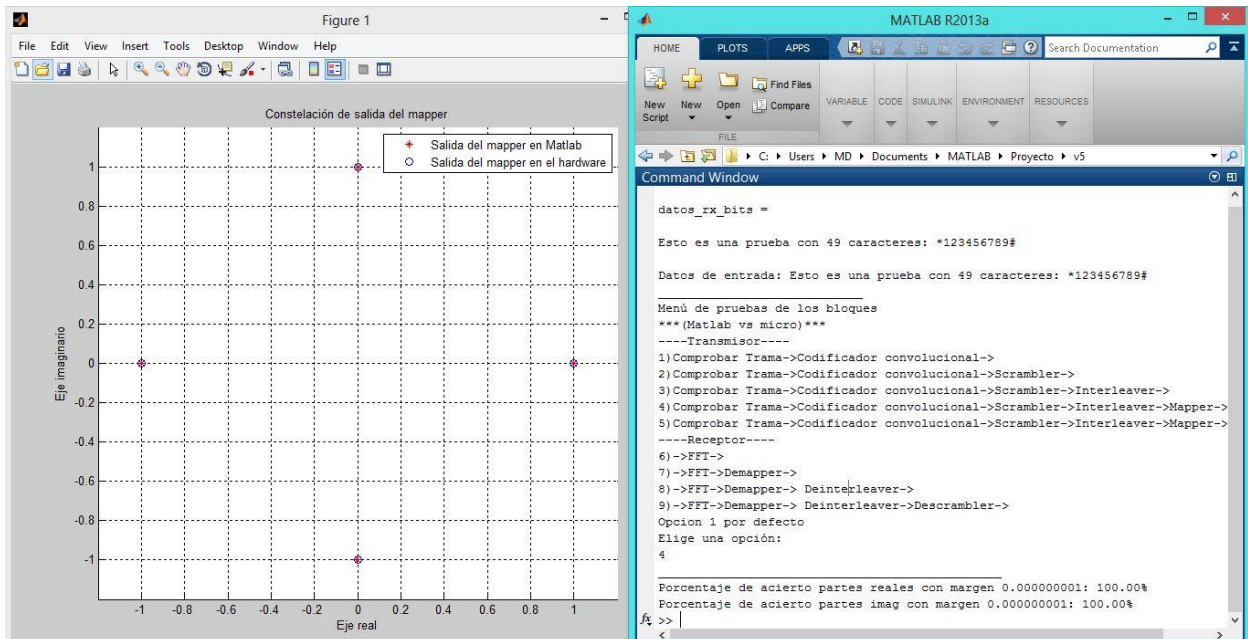 Figure 1
File Edit View Insert Tools Desktop Window Help
Constelación de salida del mapper
Salida del mapper en Matlab
Salida del mapper en el hardware
1
0.8
0.6
0.4
0.2
0
-0.2
-0.4
-0.6
-0.8
-1
Eje imaginario
-1 -0.8 -0.6 -0.4 -0.2 0 0.2 0.4 0.6 0.8 1
Eje real
MATLAB R2013a
HOME PLOTS APPS Search Documentation
New Script New Open Find Files Compare VARIABLE CODE SIMULINK ENVIRONMENT RESOURCES
FILE
C: Users MD Documents MATLAB Proyecto v5
Command Window
datos_rx_bits =
Esto es una prueba con 49 caracteres: *123456789#
Datos de entrada: Esto es una prueba con 49 caracteres: *123456789#
Menú de pruebas de los bloques
***(Matlab vs micro)***
----Transmisor----
1)Comprobar Trama->Codificador convolucional->
2)Comprobar Trama->Codificador convolucional->Scrambler->
3)Comprobar Trama->Codificador convolucional->Scrambler->Interleaver->
4)Comprobar Trama->Codificador convolucional->Scrambler->Interleaver->Mapper->
5)Comprobar Trama->Codificador convolucional->Scrambler->Interleaver->Mapper->
----Receptor----
6)->FFT->
7)->FFT->Demapper->
8)->FFT->Demapper-> Deinterleaver->
9)->FFT->Demapper-> Deinterleaver->Descrambler->
Opcion 1 por defecto
Elige una opción:
4
Porcentaje de acierto partes reales con margen 0.000000001: 100.00%
Porcentaje de acierto partes imag con margen 0.000000001: 100.00%
fx >>